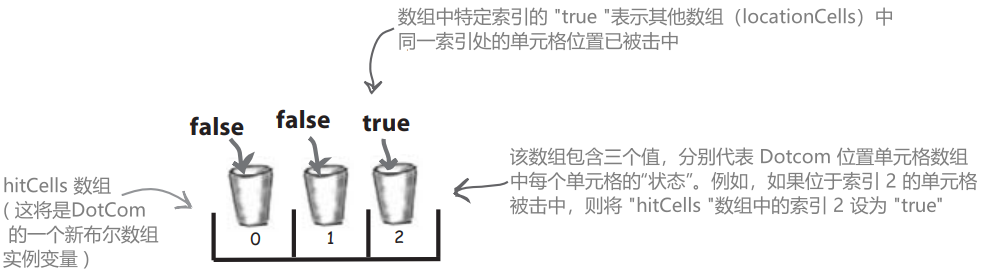 数组中特定索引的 "true "表示其他数组（locationCells）中
同一索引处的单元格位置已被击中
false
false
true
该数组包含三个值，分别代表 Dotcom 位置单元格数组
中每个单元格的“状态”。例如，如果位于索引 2 的单元格
被击中，则将 "hitCells "数组中的索引 2 设为 "true"
hitCells 数组
( 这将是DotCom
的一个新布尔数组
实例变量 )
0
1
2